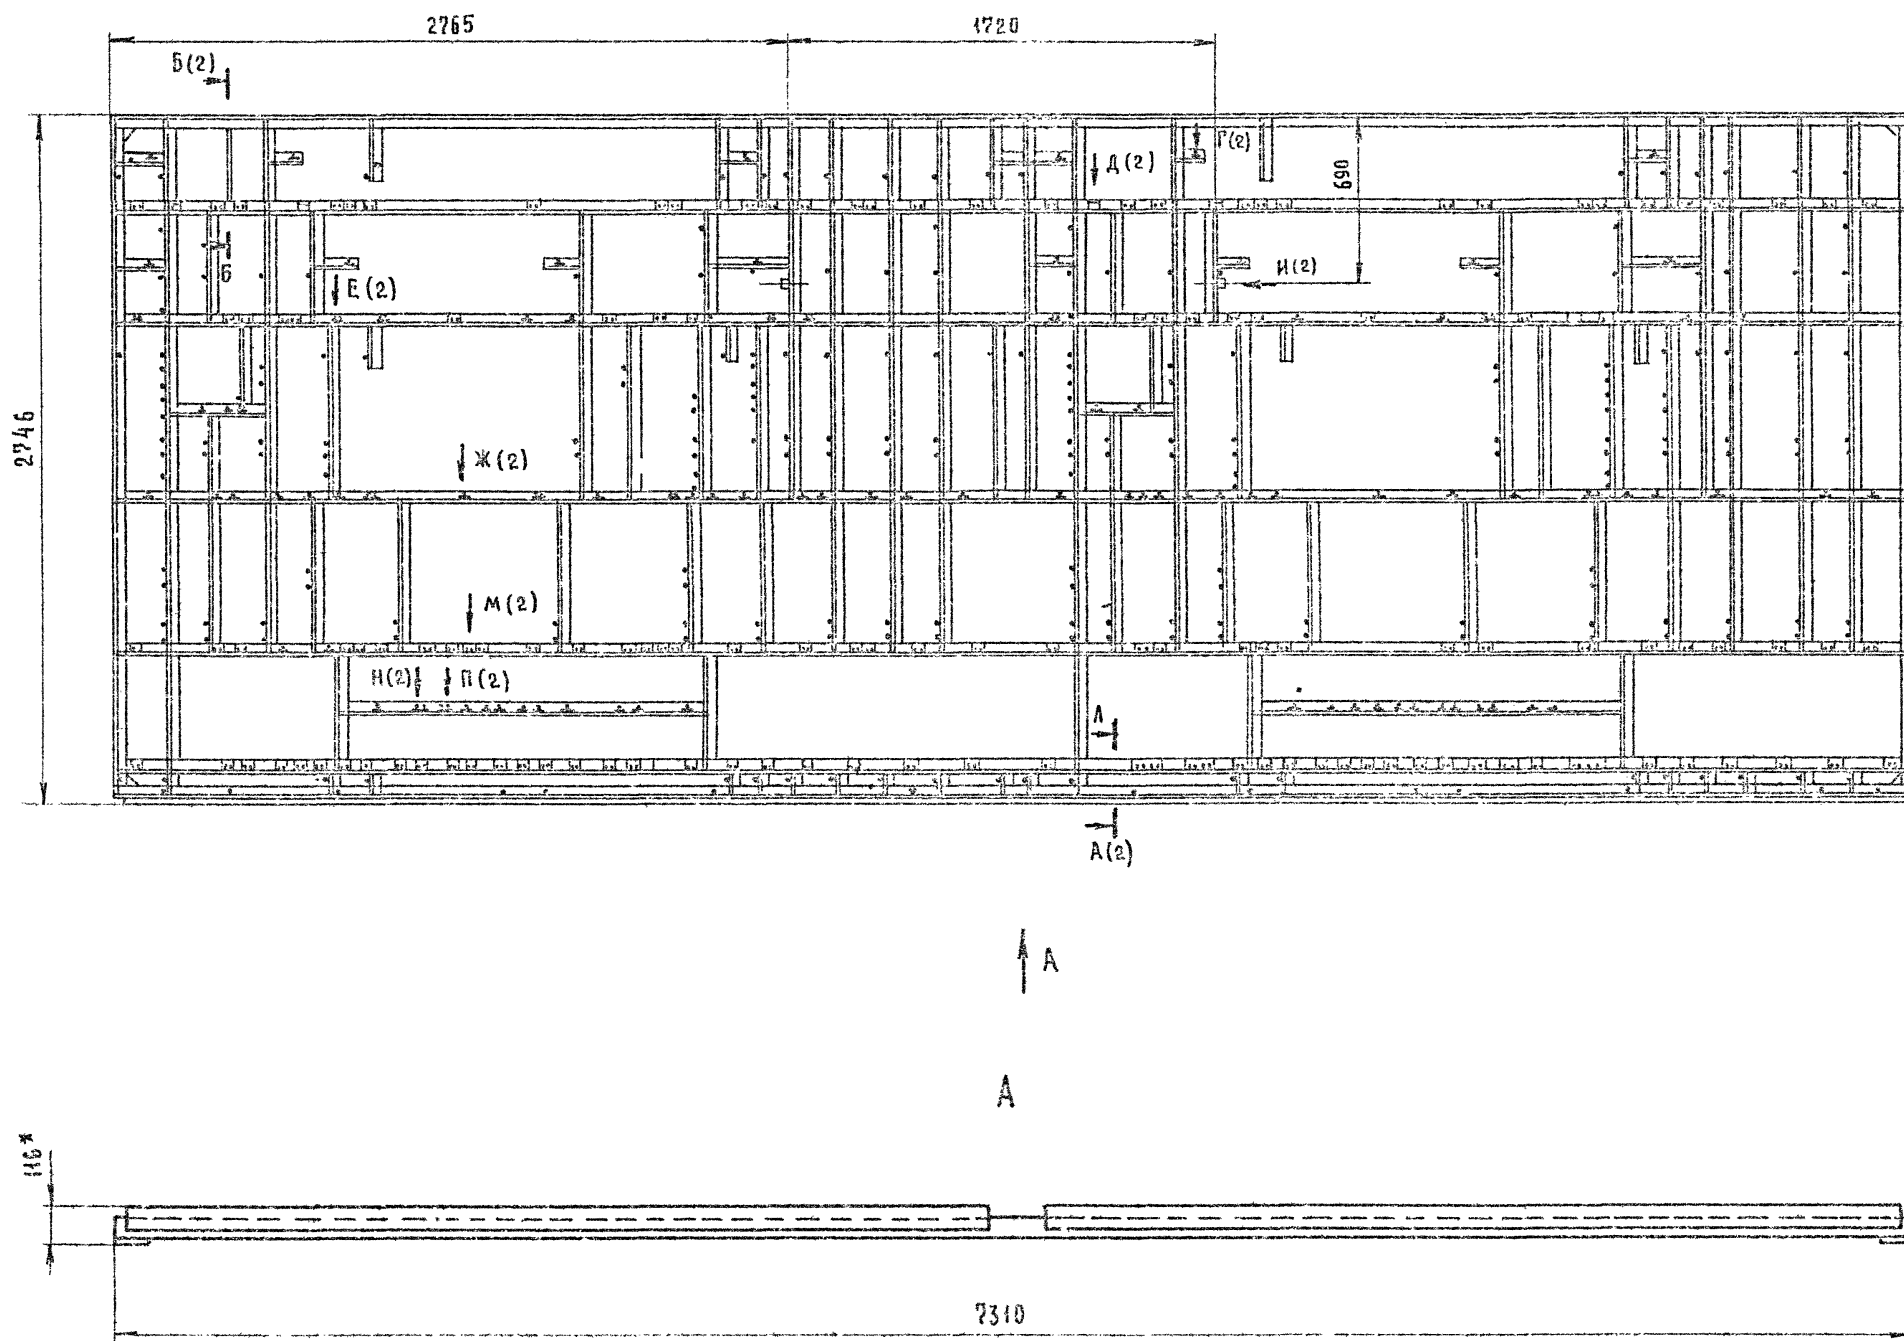 2765
1720
Б(2)
Г(2)
Д(2)
690
Б
Е(2)
И(2)
2746
Ж(2)
М(2)
Н(2)
П(2)
А
А(2)
А
А
116*
7310